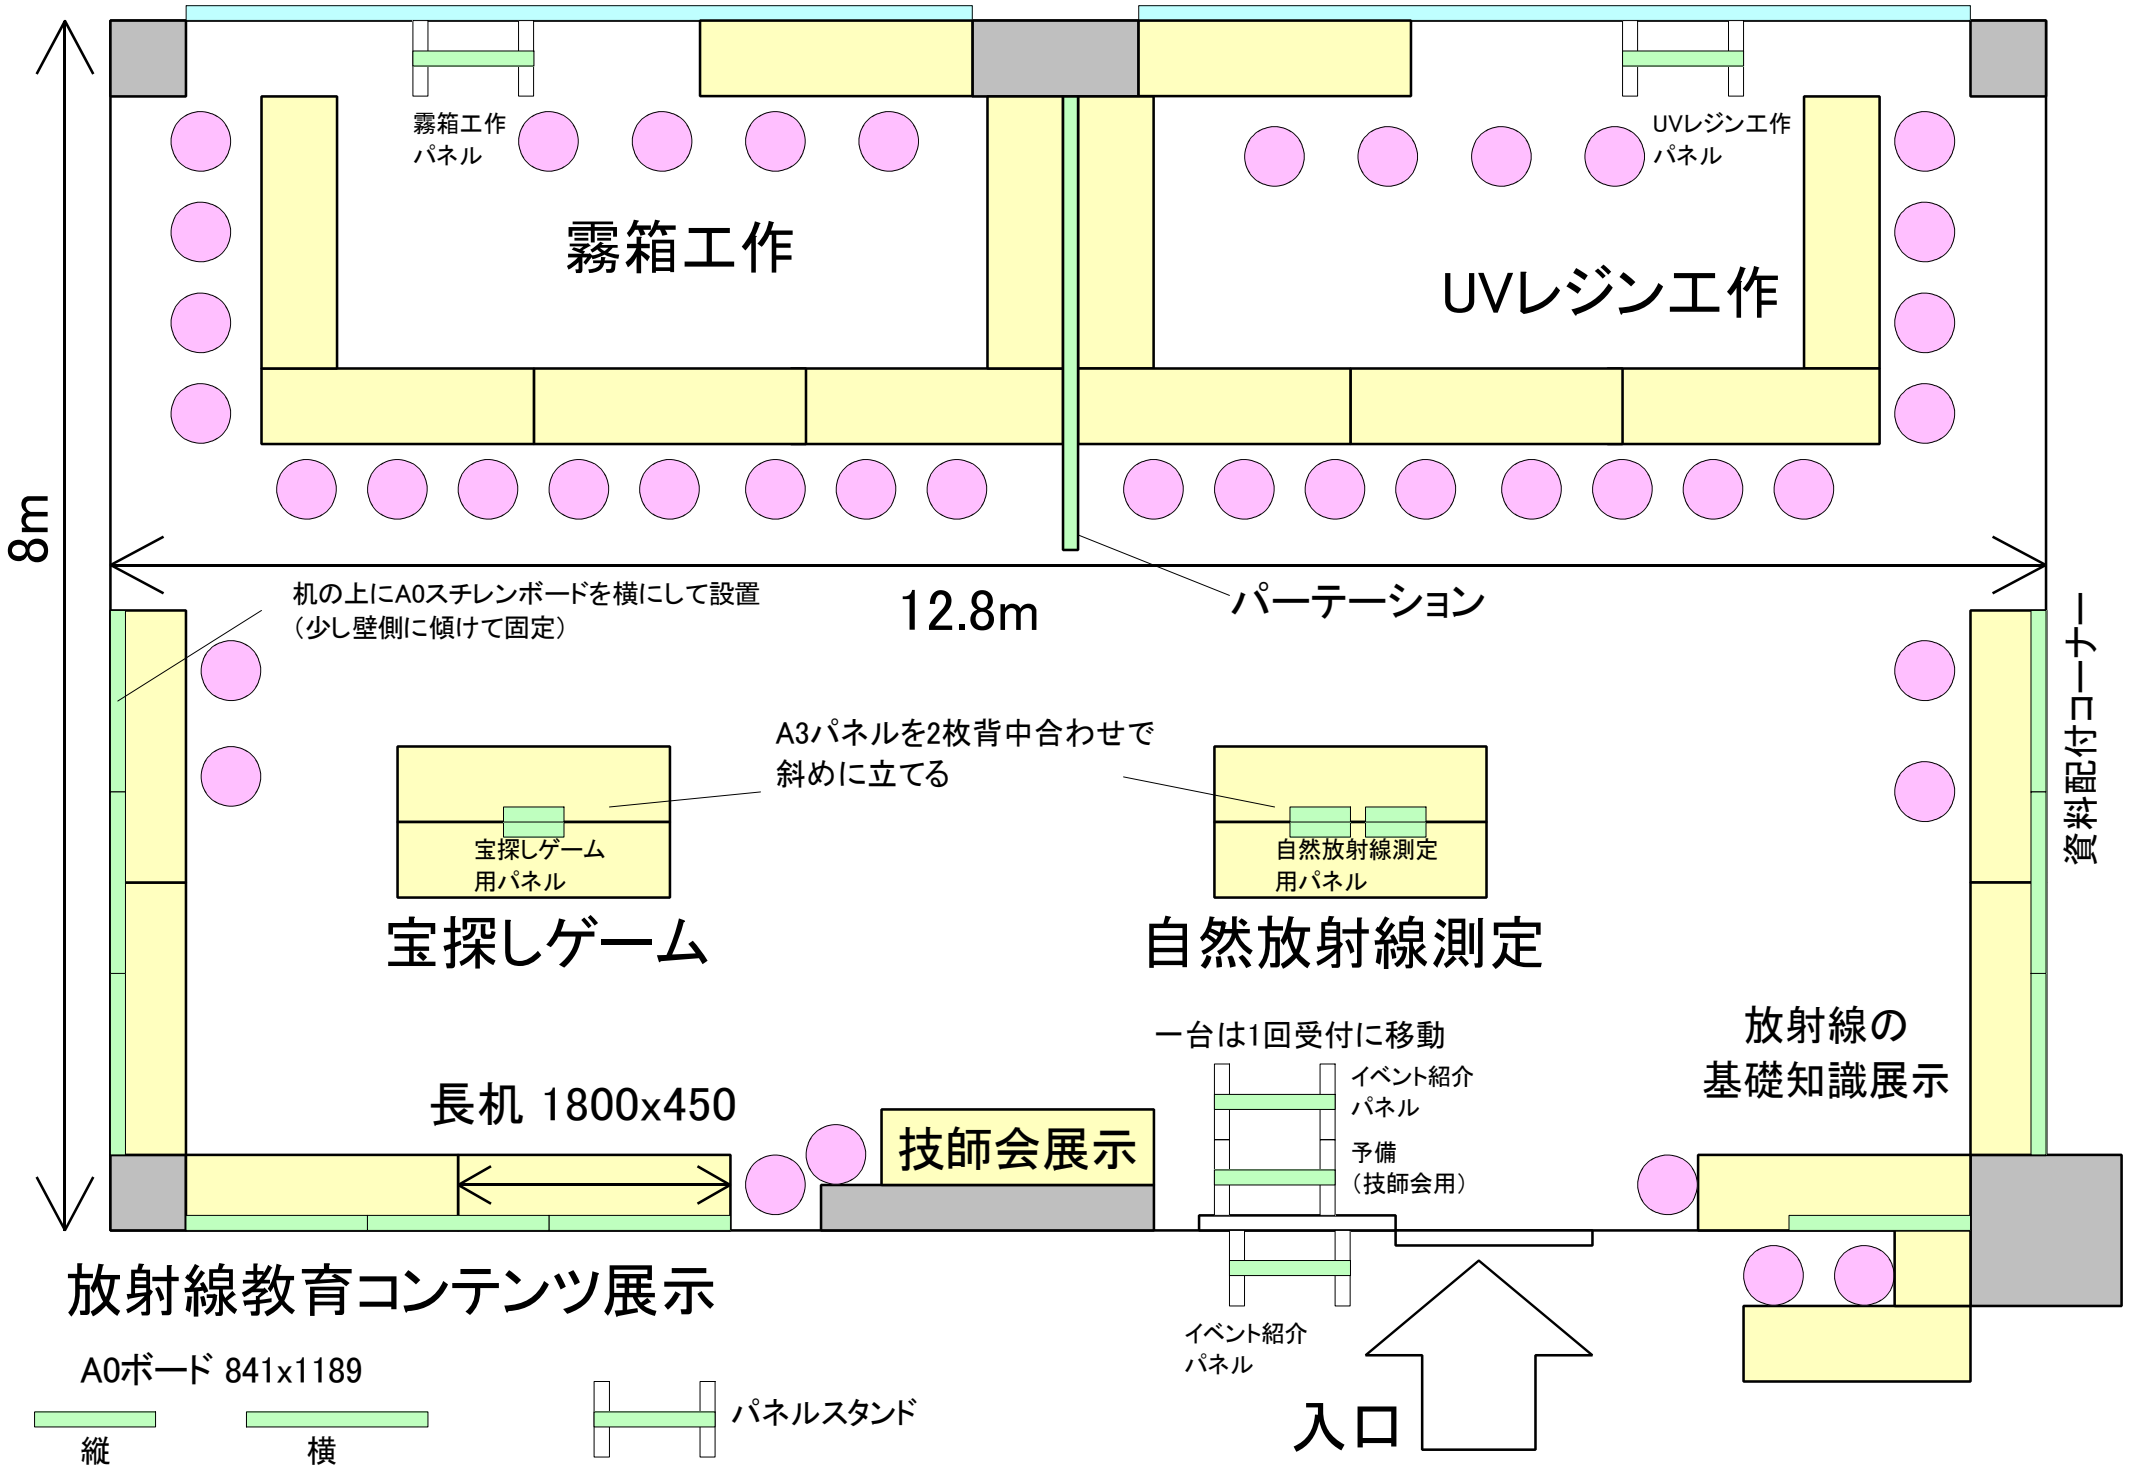 霧箱工作
パネル
UVレジン工作
パネル
霧箱工作
UVレジン工作
8m
机の上にA0スチレンボードを横にして設置
（少し壁側に傾けて固定）
12.8m
パーテーション
資料配付コーナー
A3パネルを2枚背中合わせで
斜めに立てる
宝探しゲーム
用パネル
自然放射線測定
用パネル
宝探しゲーム
自然放射線測定
一台は1回受付に移動
放射線の
基礎知識展示
イベント紹介
パネル
長机 1800x450
技師会展示
予備
（技師会用）
放射線教育コンテンツ展示
イベント紹介
パネル
A0ボード 841x1189
縦
横
パネルスタンド
入口